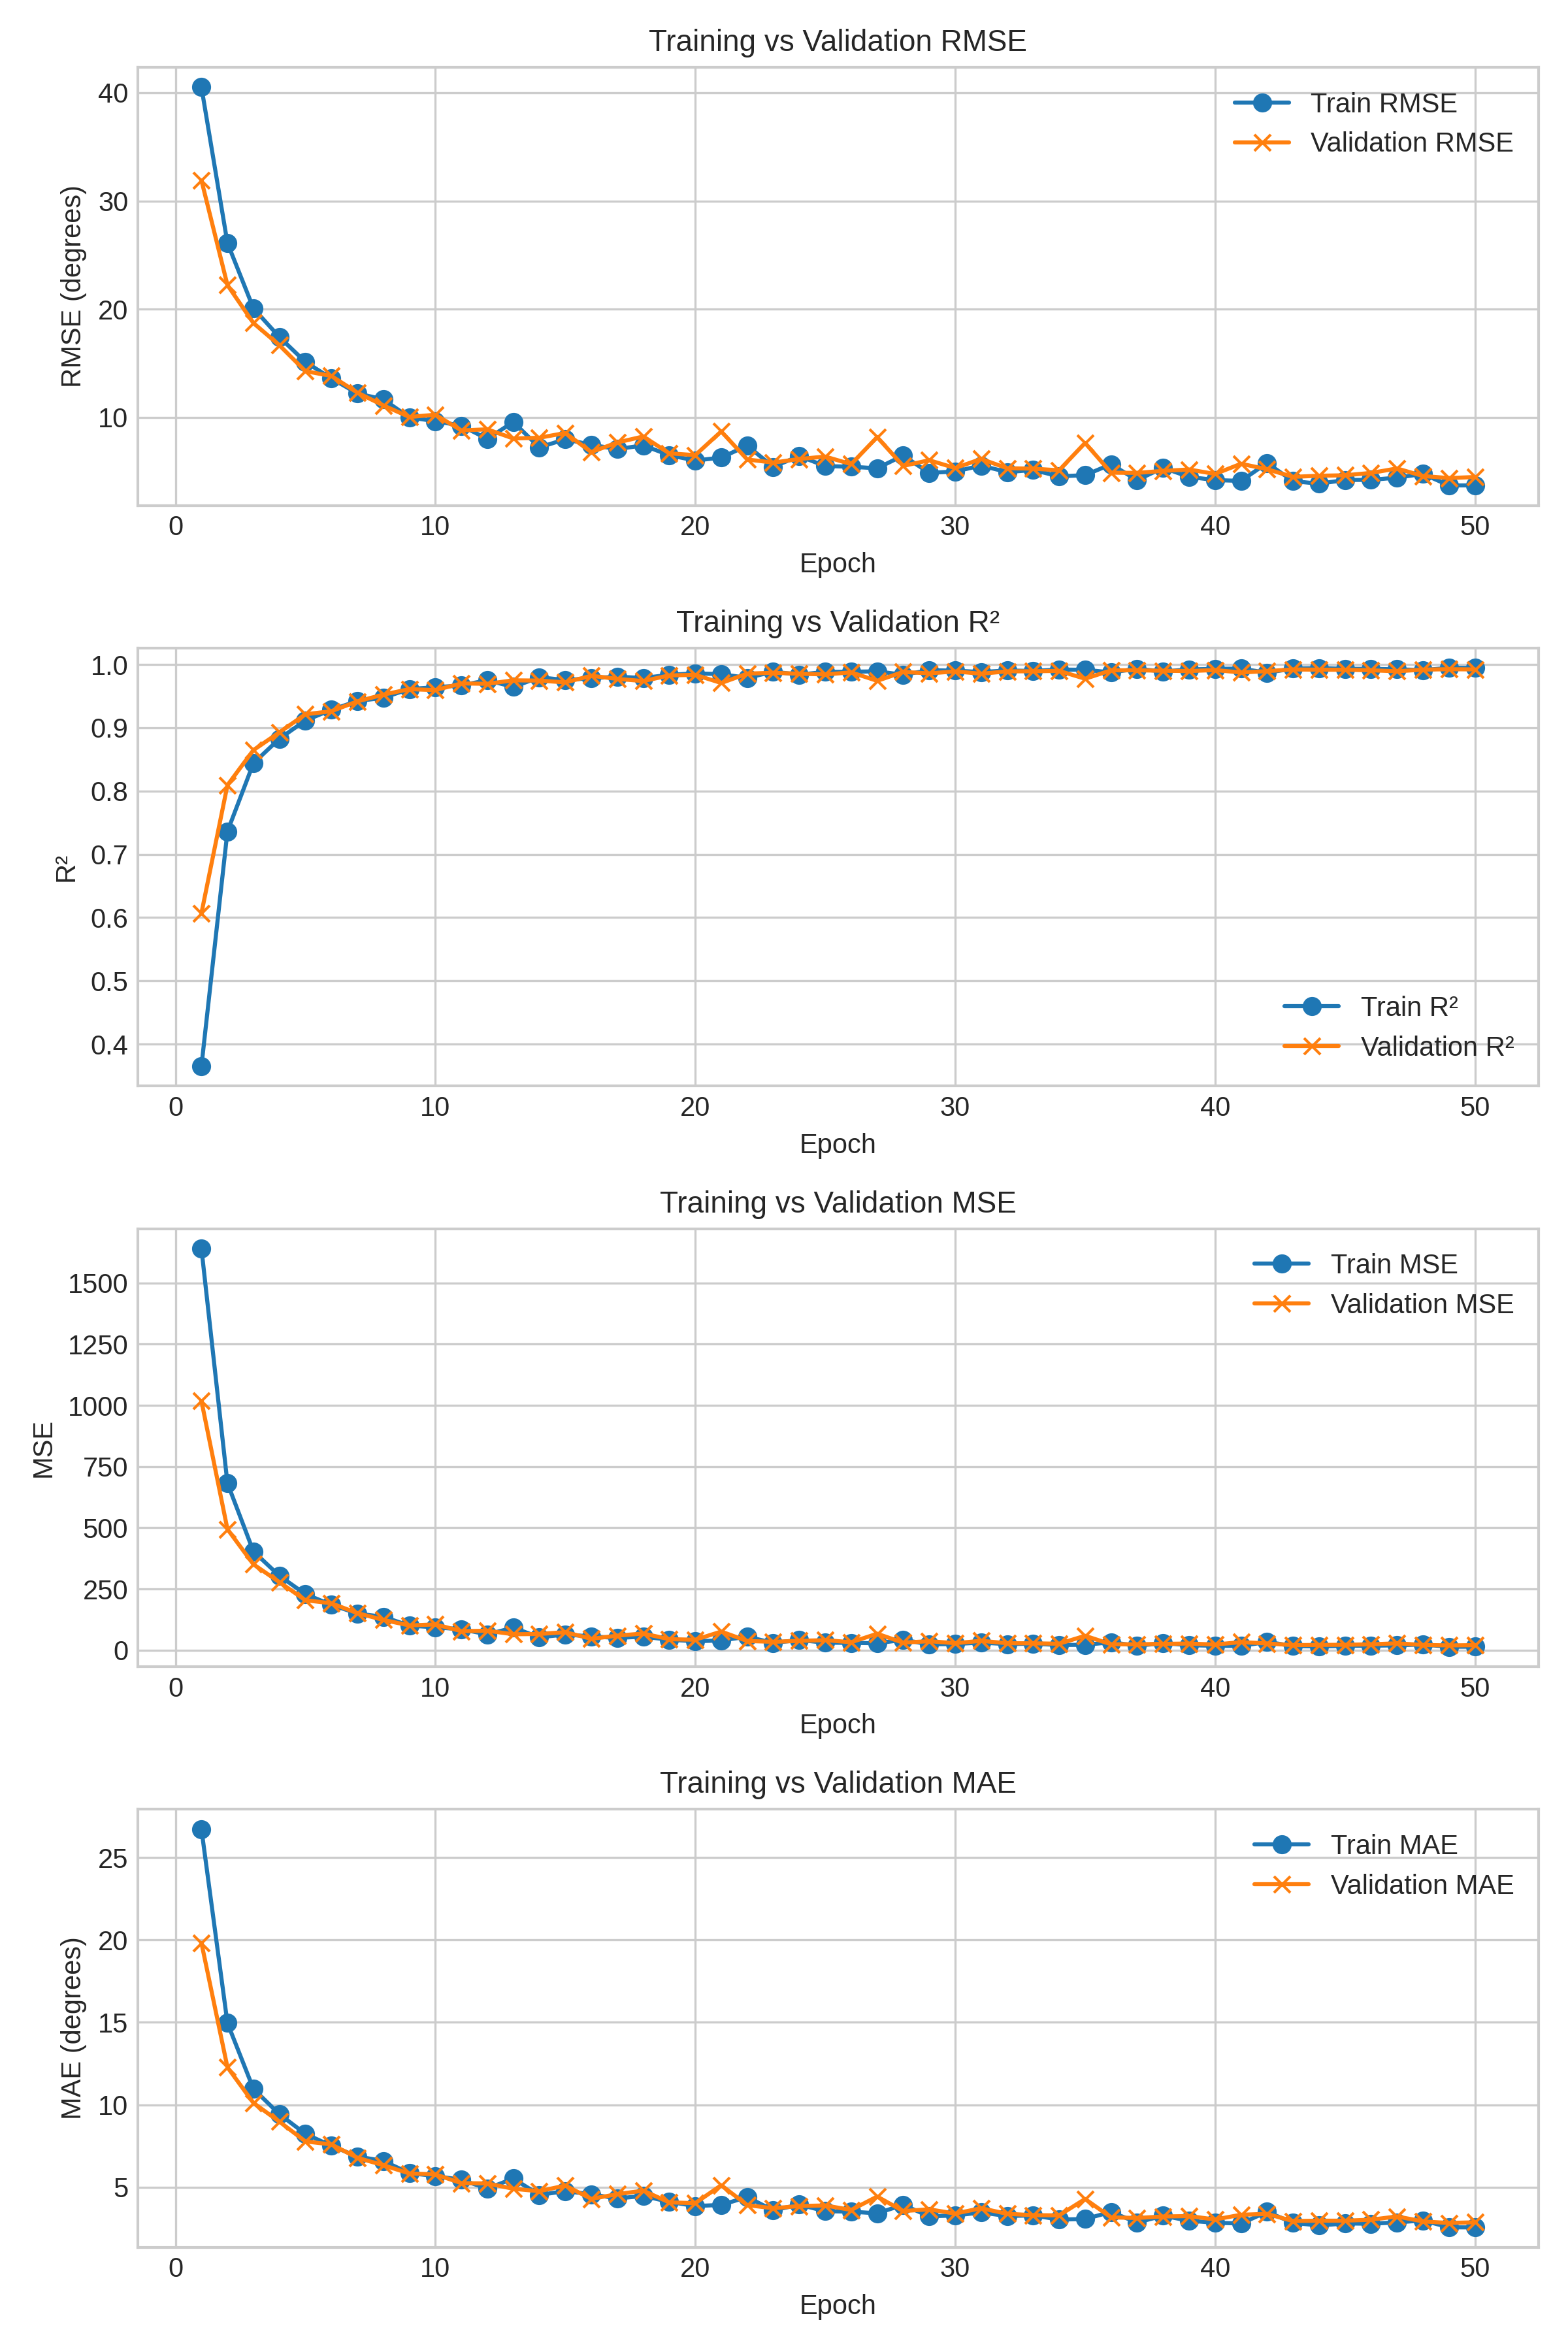 Training vs Validation RMSE
40
30
20
10
RMSE (degrees)
Train RMSE
Validation RMSE
0 10 20 30 40 50
Epoch
Training vs Validation R²
1.0
0.9
0.8
0.7
0.6
0.5
0.4
R²
Train R²
Validation R²
0 10 20 30 40 50
Epoch
Training vs Validation MSE
1500
1250
1000
750
500
250
0
MSE
Train MSE
Validation MSE
0 10 20 30 40 50
Epoch
Training vs Validation MAE
25
20
15
10
5
MAE (degrees)
Train MAE
Validation MAE
0 10 20 30 40 50
Epoch